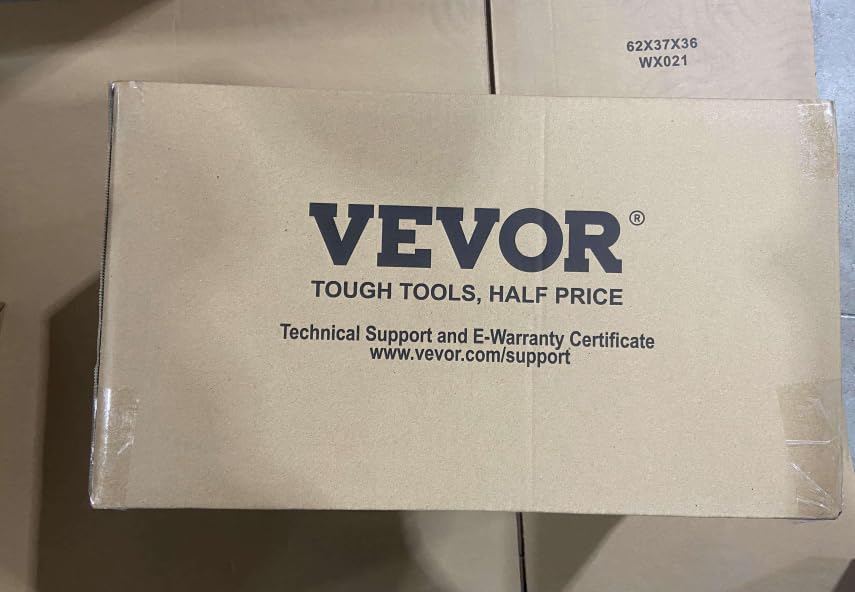 62X37X36
WX021
VEVOR®
TOUGH TOOLS, HALF PRICE
Technical Support and E-Warranty Certificate
www.vevor.com/support